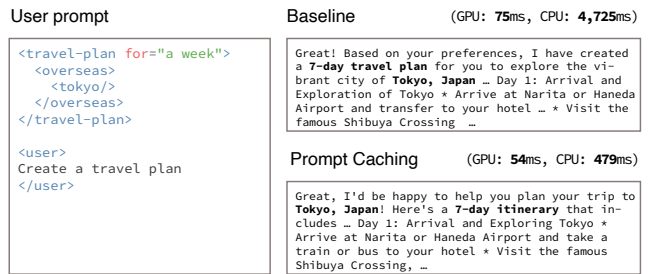 User prompt
<travel-plan for="a week">
<overseas>
<tokyo/>
</overseas>
</travel-plan>
<user>
Create a travel plan
</user>
Baseline (GPU: 75ms, CPU: 4,725ms)
Great! Based on your preferences, I have created
a 7-day travel plan for you to explore the vi-
brant city of Tokyo, Japan … Day 1: Arrival and
Exploration of Tokyo * Arrive at Narita or Haneda
Airport and transfer to your hotel … * Visit the
famous Shibuya Crossing …
Prompt Caching (GPU: 54ms, CPU: 479ms)
Great, I'd be happy to help you plan your trip to
Tokyo, Japan! Here's a 7-day itinerary that in-
cludes … Day 1: Arrival and Exploring Tokyo *
Arrive at Narita or Haneda Airport and take a
train or bus to your hotel * Visit the famous
Shibuya Crossing, …